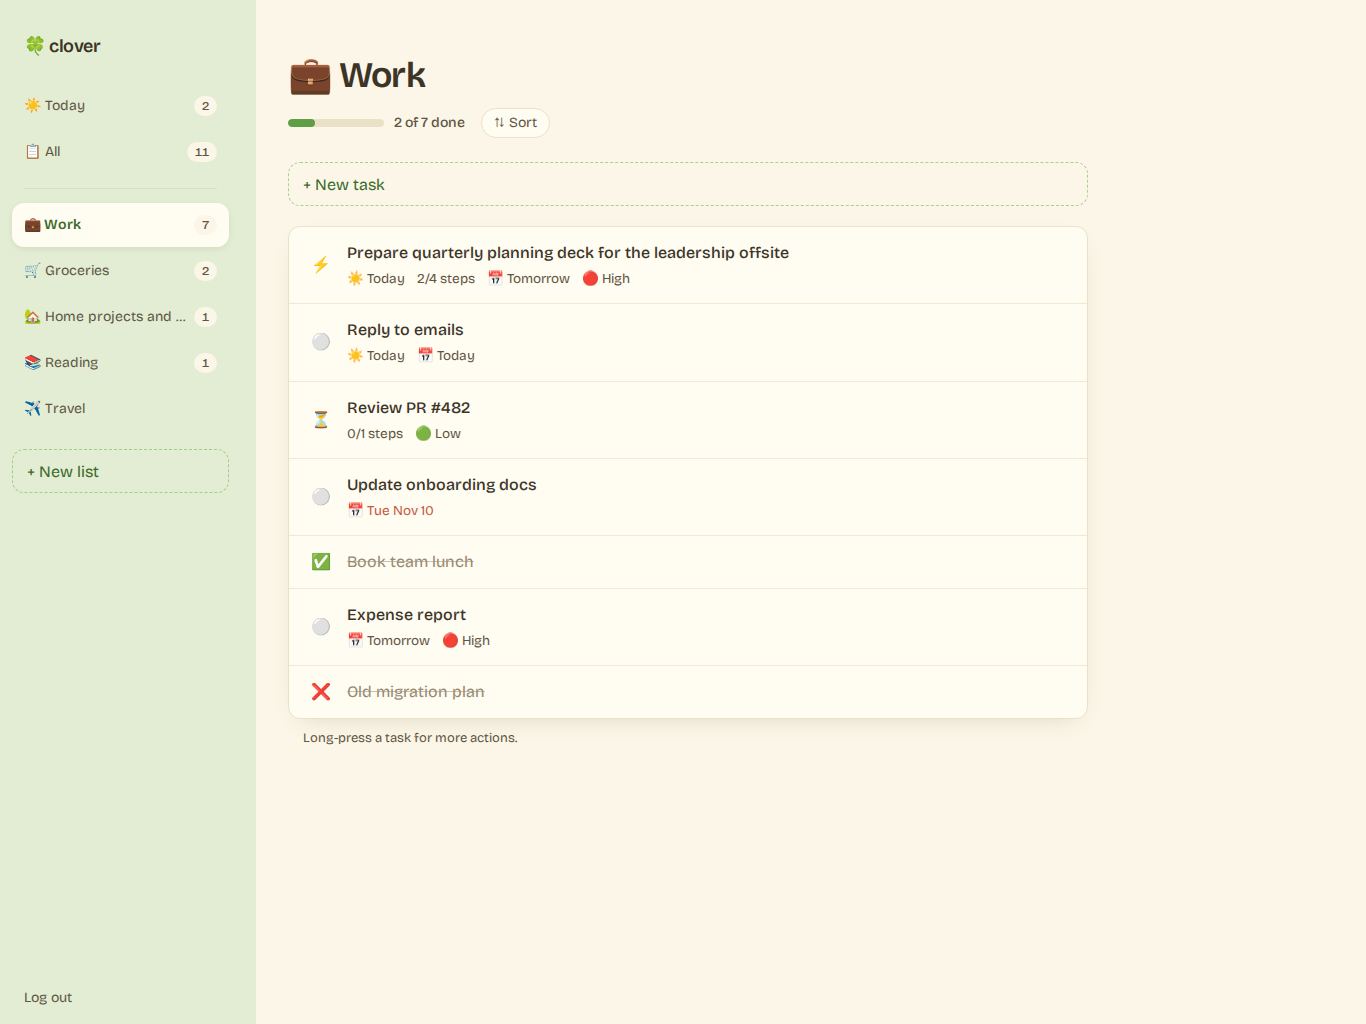 🍀 clover
☀️ Today 2
📋 All 11
💼 Work 7
🛒 Groceries 2
🏡 Home projects and ... 1
📚 Reading 1
✈️ Travel
+ New list
Log out
💼 Work
2 of 7 done ↑↓ Sort
+ New task
⚡ Prepare quarterly planning deck for the leadership offsite
☀️ Today 2/4 steps 📅 Tomorrow 🔴 High
⚪ Reply to emails
☀️ Today 📅 Today
⏳ Review PR #482
0/1 steps 🟢 Low
⚪ Update onboarding docs
📅 Tue Nov 10
✅ Book team lunch
⚪ Expense report
📅 Tomorrow 🔴 High
❌ Old migration plan
Long-press a task for more actions.